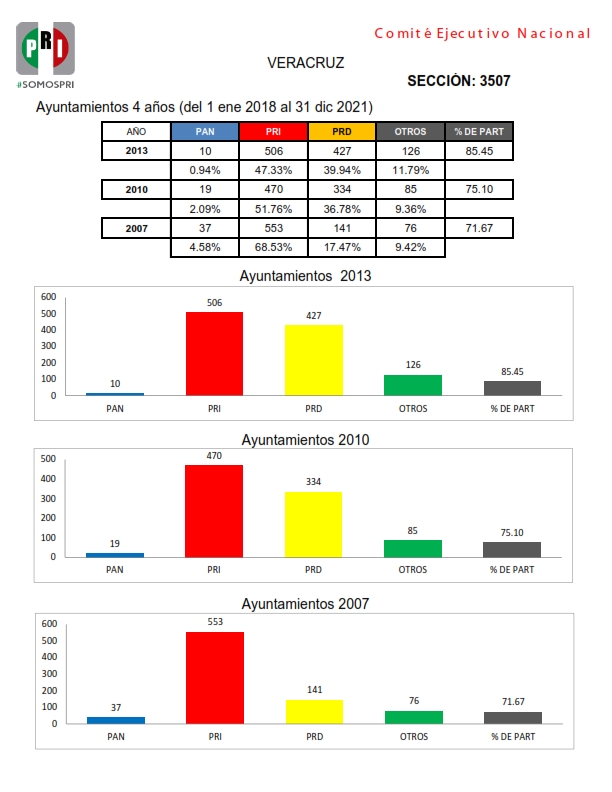 Comité Ejecutivo Nacional
PRI
#SOMOSPRI
VERACRUZ
SECCIÒN: 3507
Ayuntamientos 4 años (del 1 ene 2018 al 31 dic 2021)
AÑO PAN PRI PRD OTROS % DE PART
2013 10 506 427 126 85.45
0.94% 47.33% 39.94% 11.79%
2010 19 470 334 85 75.10
2.09% 51.76% 36.78% 9.36%
2007 37 553 141 76 71.67
4.58% 68.53% 17.47% 9.42%
Ayuntamientos 2013
600
500
400
300
200
100
0
10 506 427 126 85.45
PAN PRI PRD OTROS % DE PART
Ayuntamientos 2010
500
400
300
200
100
0
19 470 334 85 75.10
PAN PRI PRD OTROS % DE PART
Ayuntamientos 2007
600
500
400
300
200
100
0
37 553 141 76 71.67
PAN PRI PRD OTROS % DE PART